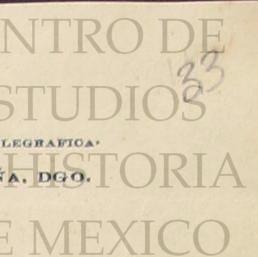 NTRO DE
33
STUDIOS
LEGRAFICA.
HISTORIA
ÑA, DGO.
E MEXICO